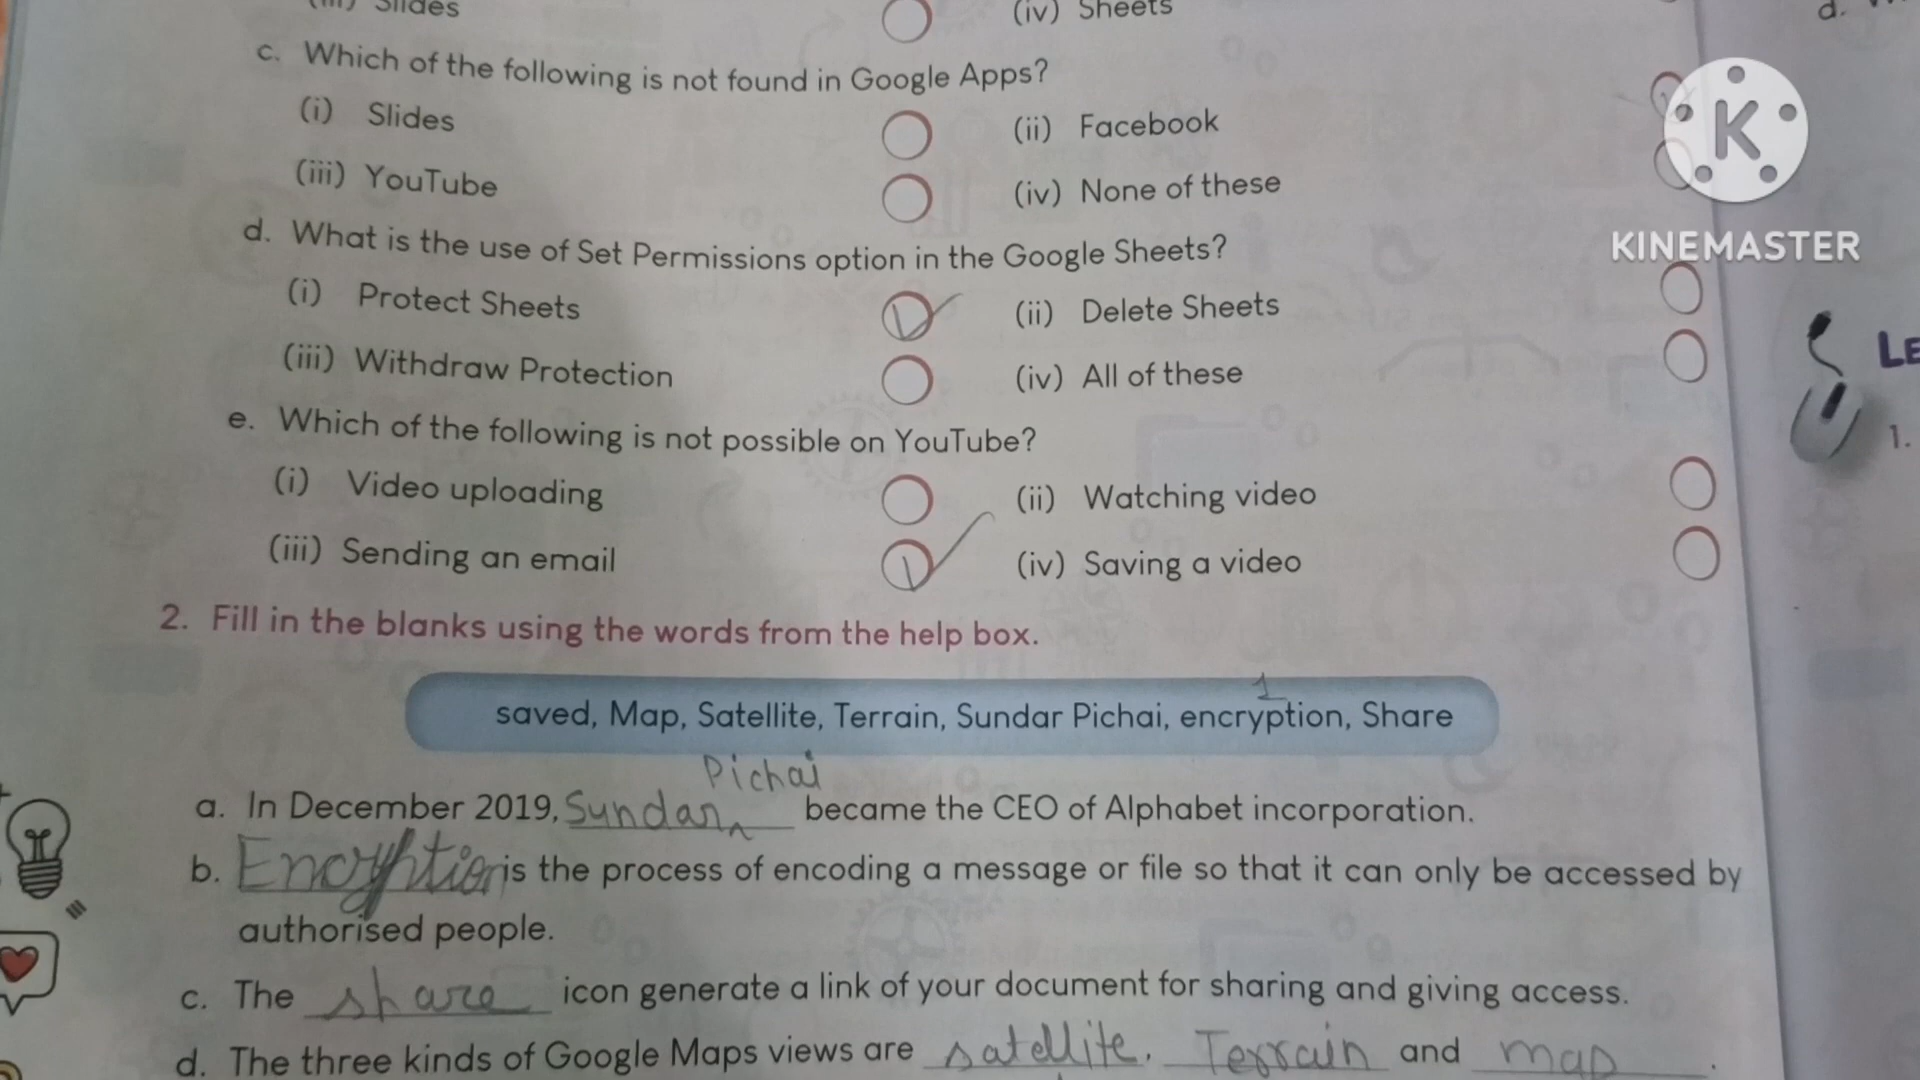 (iii) Slides (iv) Sheets d.
c. Which of the following is not found in Google Apps?
(i) Slides (ii) Facebook
(iii) YouTube (iv) None of these
K
KINEMASTER
d. What is the use of Set Permissions option in the Google Sheets?
(i) Protect Sheets (ii) Delete Sheets
(iii) Withdraw Protection (iv) All of these
LE
1.
e. Which of the following is not possible on YouTube?
(i) Video uploading (ii) Watching video
(iii) Sending an email (iv) Saving a video
2. Fill in the blanks using the words from the help box.
1
saved, Map, Satellite, Terrain, Sundar Pichai, encryption, Share
Pichai
a. In December 2019, Sundar became the CEO of Alphabet incorporation.
b. Encryption is the process of encoding a message or file so that it can only be accessed by
authorised people.
c. The share icon generate a link of your document for sharing and giving access.
d. The three kinds of Google Maps views are satellite, Terrain and map.